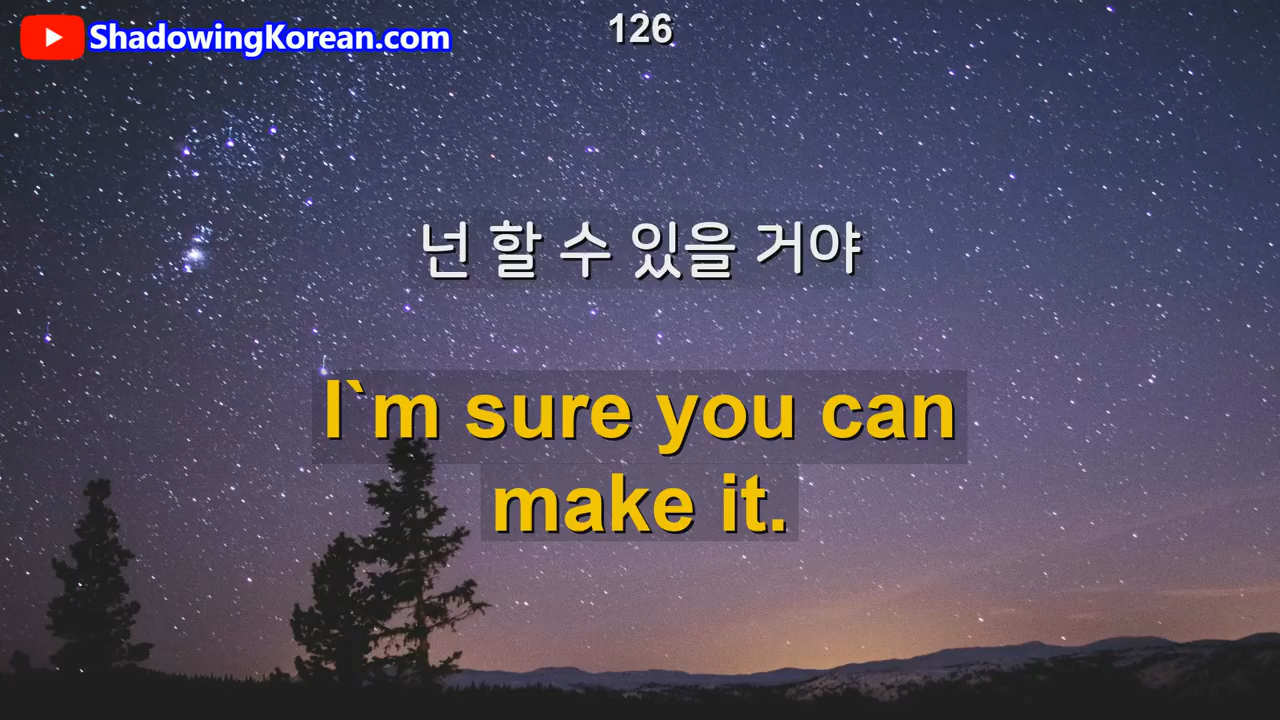 ShadowingKorean.com
126
넌 할 수 있을 거야
I`m sure you can
make it.